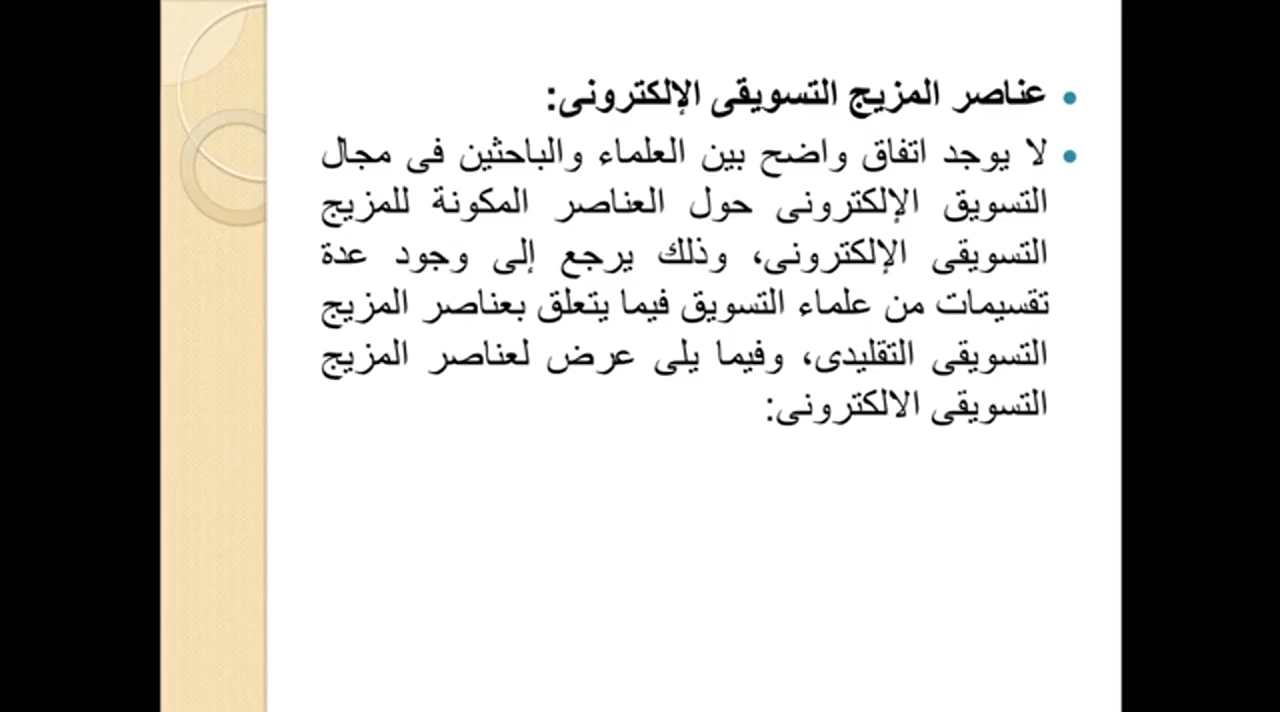 عناصر المزيج التسويقى الإلكترونى:
لا يوجد اتفاق واضح بين العلماء والباحثين فى مجال
التسويق الإلكترونى حول العناصر المكونة للمزيج
التسويقى الإلكترونى، وذلك يرجع إلى وجود عدة
تقسيمات من علماء التسويق فيما يتعلق بعناصر المزيج
التسويقى التقليدى، وفيما يلى عرض لعناصر المزيج
التسويقى الالكترونى: